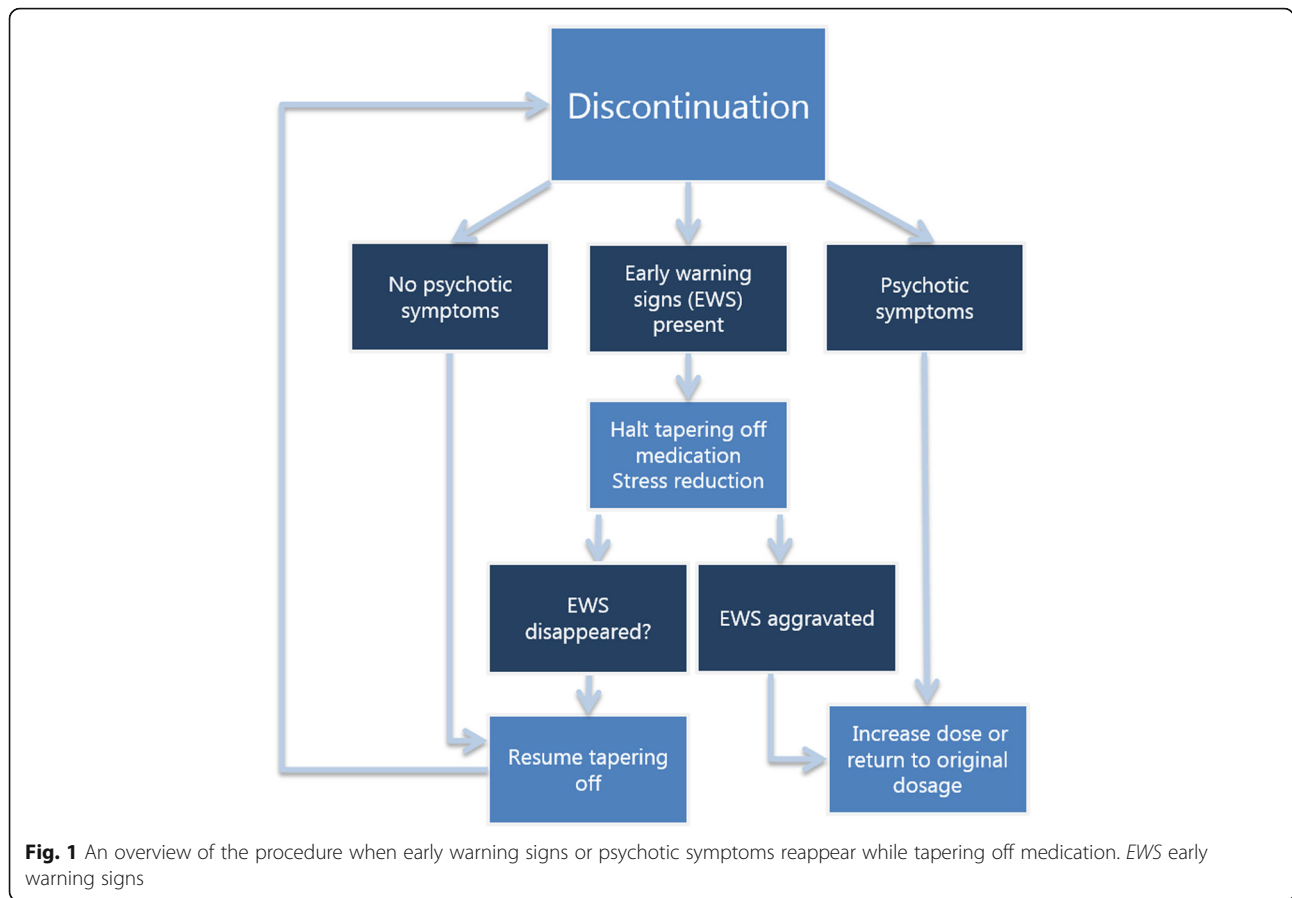 Discontinuation
No psychotic
symptoms
Early warning
signs (EWS)
present
Psychotic
symptoms
Halt tapering off
medication
Stress reduction
EWS
disappeared?
EWS aggravated
Resume tapering
off
Increase dose or
return to original
dosage
Fig. 1 An overview of the procedure when early warning signs or psychotic symptoms reappear while tapering off medication. EWS early
warning signs